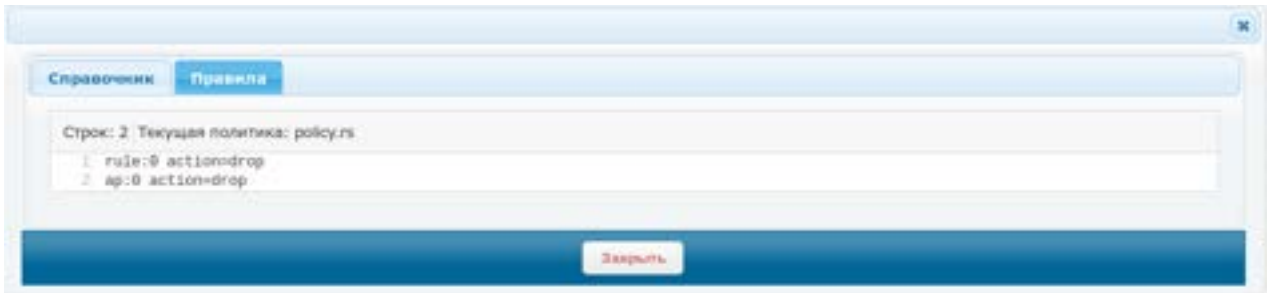 Справочник Правила
Строк: 2 Текущая политика: policy.rs
1 rule:0 action=drop
2 ap:0 action=drop
Закрыть